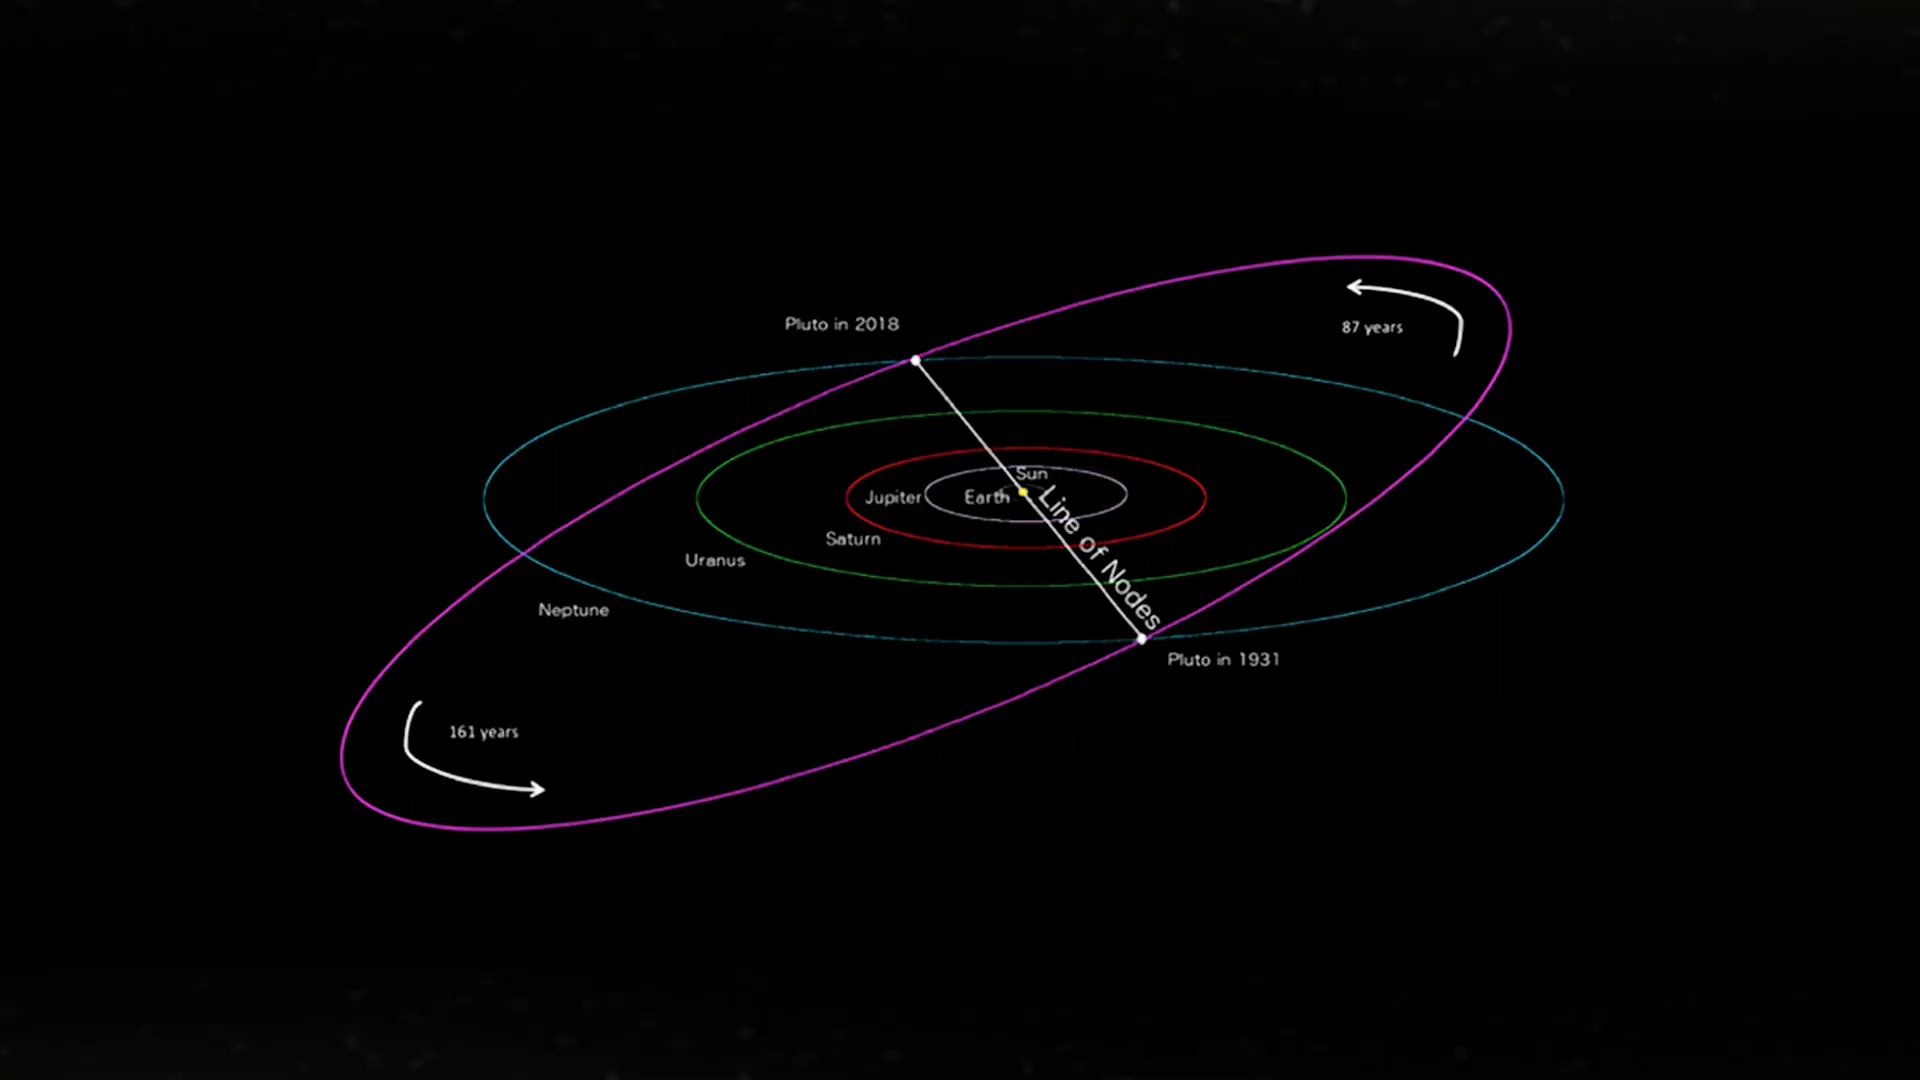 Pluto in 2018
87 years
Sun
Jupiter
Earth
Line of Nodes
Saturn
Uranus
Neptune
Pluto in 1931
161 years